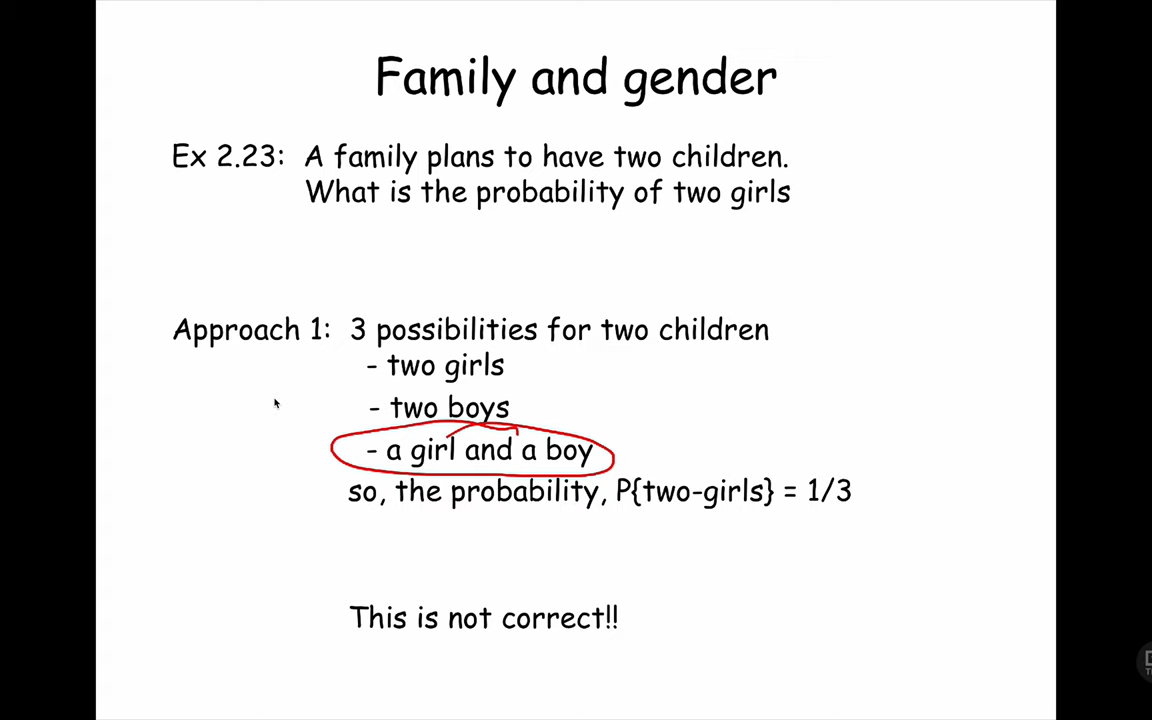 Family and gender
Ex 2.23: A family plans to have two children.
What is the probability of two girls
Approach 1: 3 possibilities for two children
- two girls
- two boys
- a girl and a boy
so, the probability, P{two-girls} = 1/3
This is not correct!!